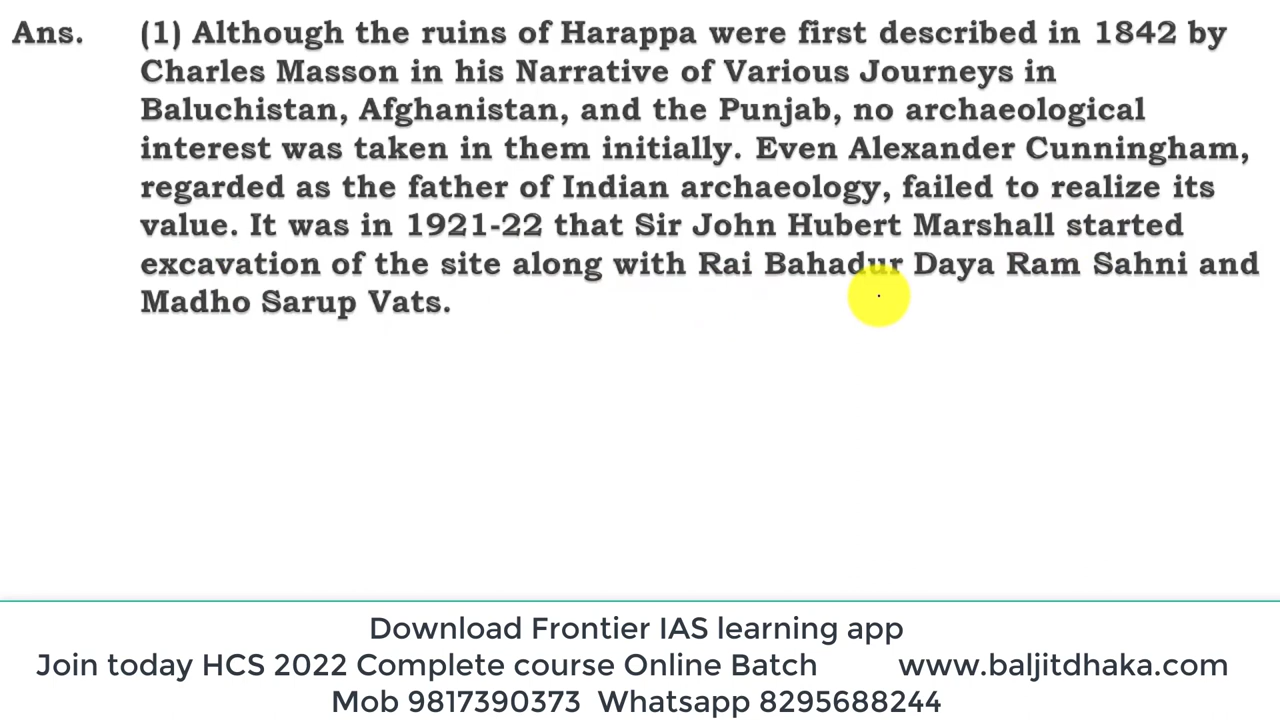 Ans. (1) Although the ruins of Harappa were first described in 1842 by
Charles Masson in his Narrative of Various Journeys in
Baluchistan, Afghanistan, and the Punjab, no archaeological
interest was taken in them initially. Even Alexander Cunningham,
regarded as the father of Indian archaeology, failed to realize its
value. It was in 1921-22 that Sir John Hubert Marshall started
excavation of the site along with Rai Bahadur Daya Ram Sahni and
Madho Sarup Vats.
Download Frontier IAS learning app
Join today HCS 2022 Complete course Online Batch www.baljitdhaka.com
Mob 9817390373 Whatsapp 8295688244